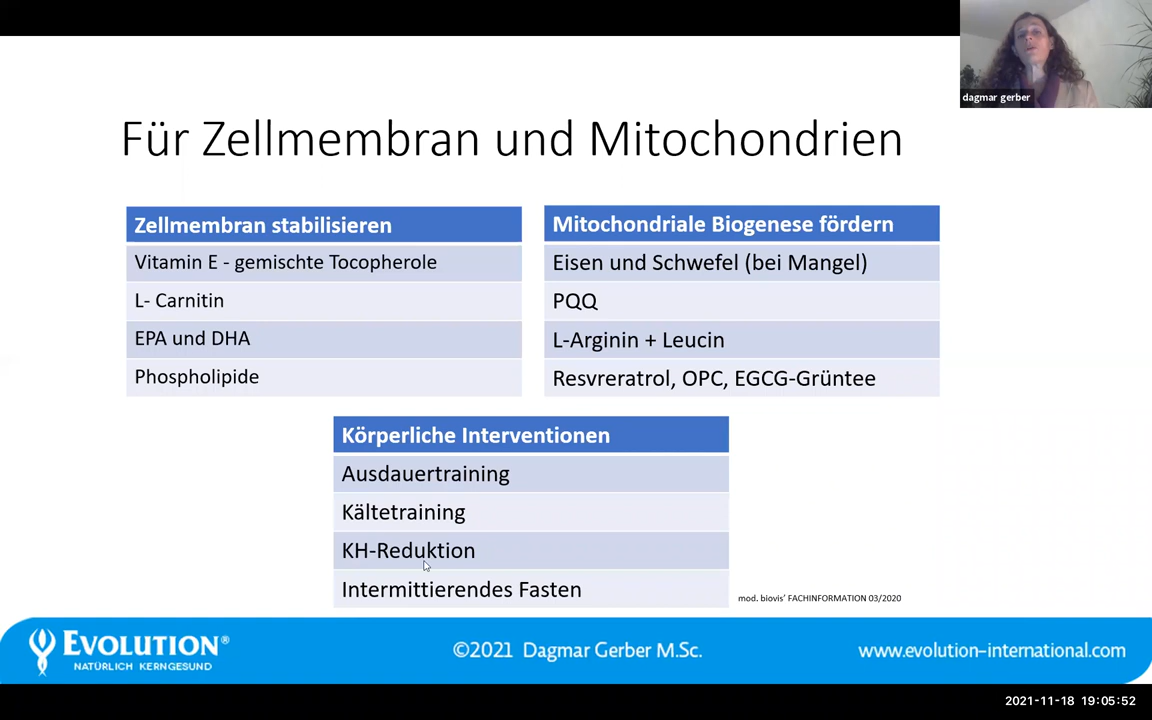 dagmar gerber
Für Zellmembran und Mitochondrien
Zellmembran stabilisieren
Vitamin E - gemischte Tocopherole
L- Carnitin
EPA und DHA
Phospholipide
Mitochondriale Biogenese fördern
Eisen und Schwefel (bei Mangel)
PQQ
L-Arginin + Leucin
Resvreratrol, OPC, EGCG-Grüntee
Körperliche Interventionen
Ausdauertraining
Kältetraining
KH-Reduktion
Intermittierendes Fasten
mod. biovis’ FACHINFORMATION 03/2020
EVOLUTION®
NATÜRLICH KERNGESUND
©2021 Dagmar Gerber M.Sc.
www.evolution-international.com
2021-11-18 19:05:52